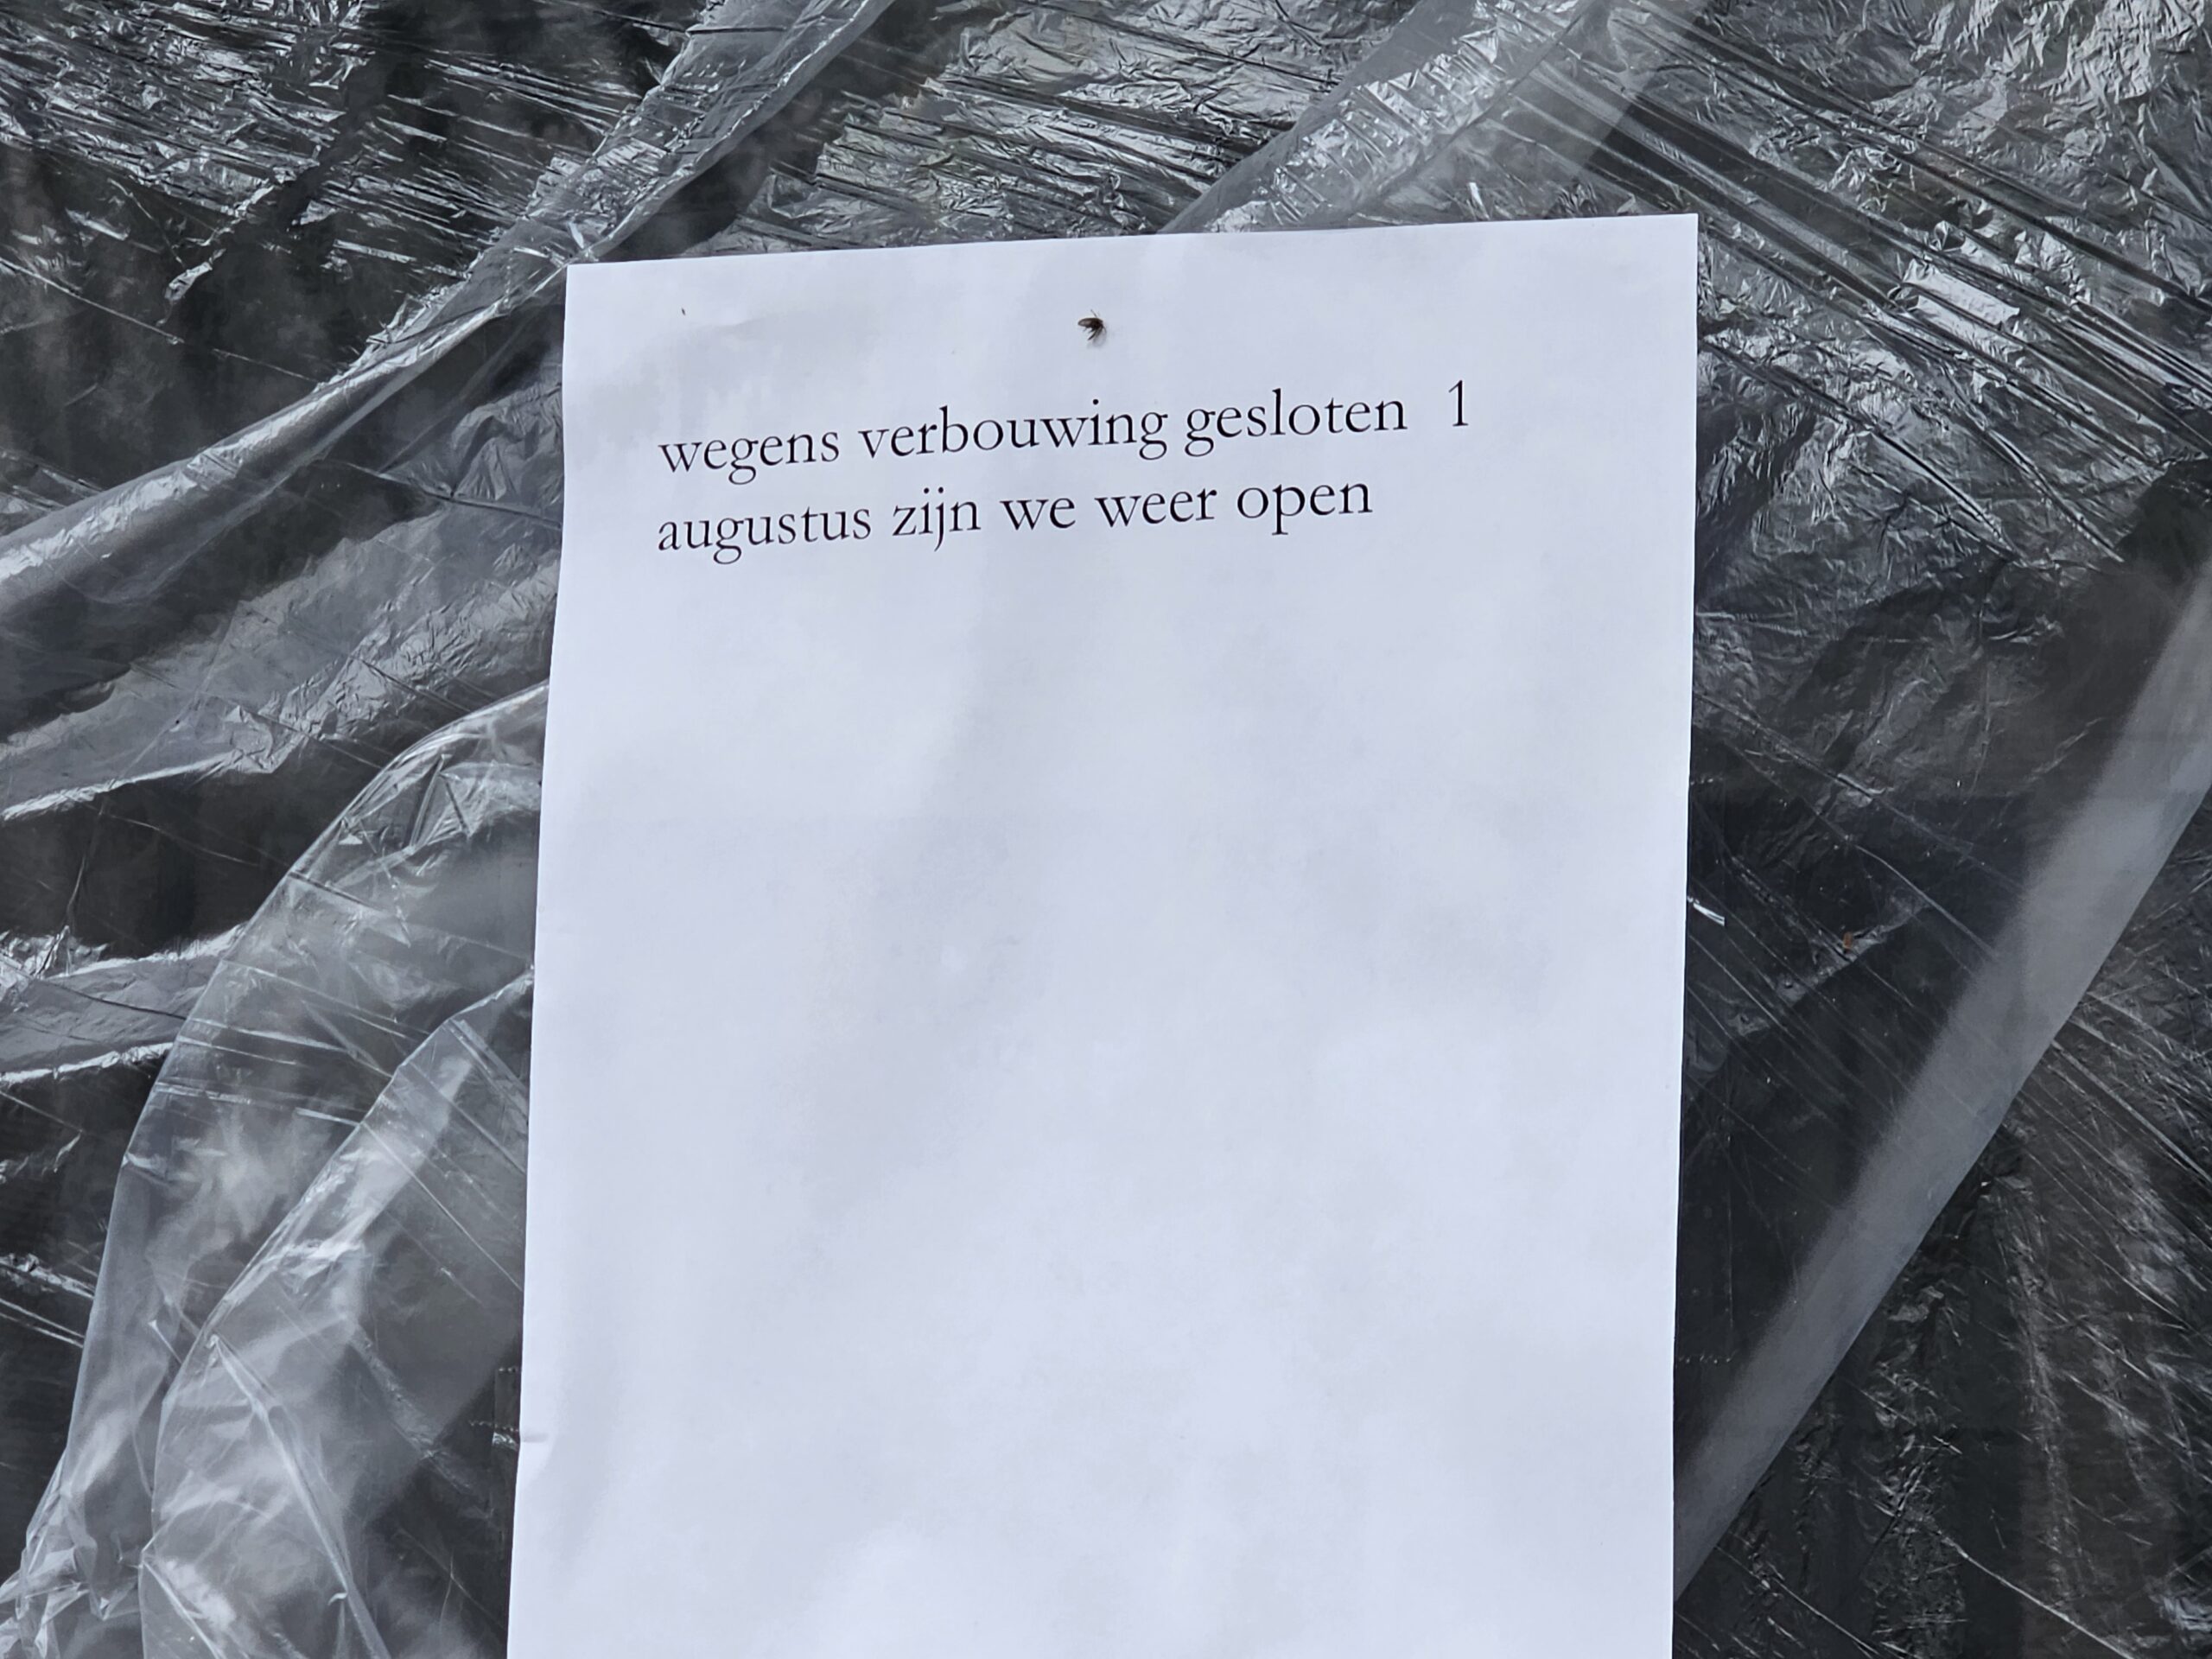 wegens verbouwing gesloten  1
augustus zijn we weer open